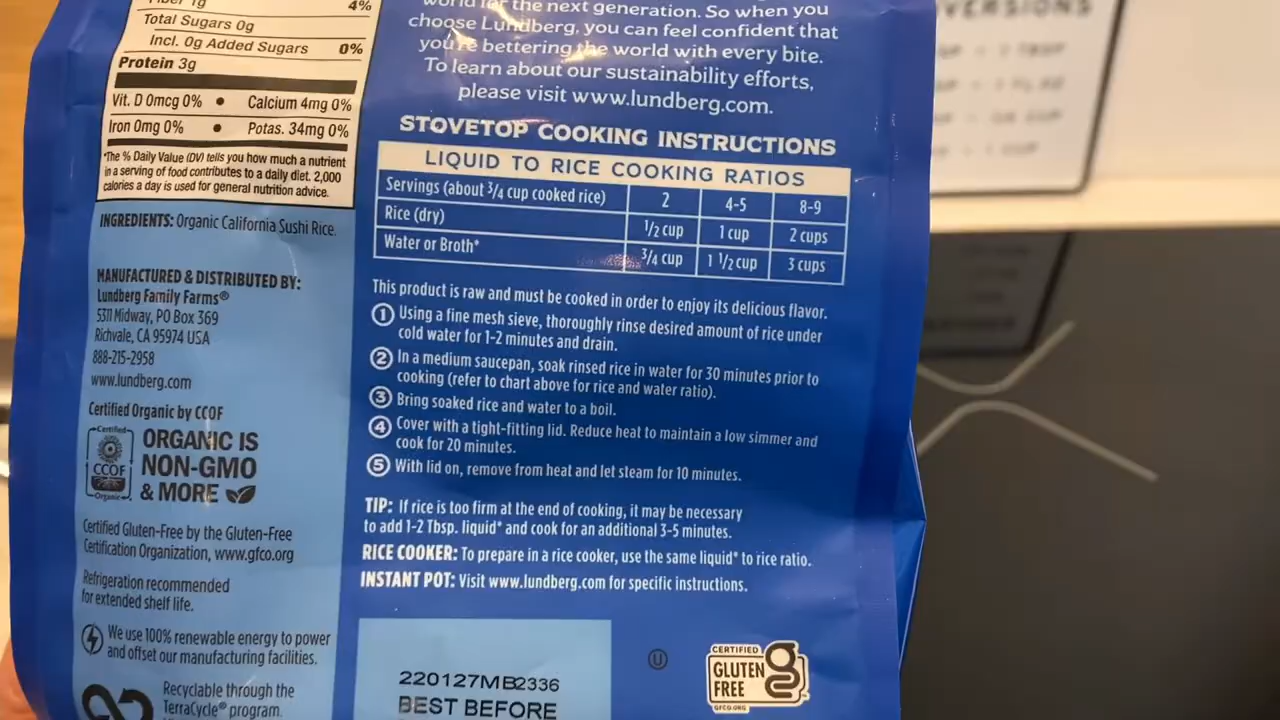 Fiber 1g 4%
Total Sugars 0g
Incl. 0g Added Sugars 0%
Protein 3g
Vit. D 0mcg 0% • Calcium 4mg 0%
Iron 0mg 0% • Potas. 34mg 0%
*The % Daily Value (DV) tells you how much a nutrient
in a serving of food contributes to a daily diet. 2,000
calories a day is used for general nutrition advice.
INGREDIENTS: Organic California Sushi Rice.
MANUFACTURED & DISTRIBUTED BY:
Lundberg Family Farms®
5311 Midway, PO Box 369
Richvale, CA 95974 USA
888-215-2958
www.lundberg.com
Certified Organic by CCOF
Certified
CCOF
Organic
ORGANIC IS
NON-GMO
& MORE
Certified Gluten-Free by the Gluten-Free
Certification Organization, www.gfco.org
Refrigeration recommended
for extended shelf life.
We use 100% renewable energy to power
and offset our manufacturing facilities.
Recyclable through the
TerraCycle® program.
world for the next generation. So when you
choose Lundberg, you can feel confident that
you're bettering the world with every bite.
To learn about our sustainability efforts,
please visit www.lundberg.com.
STOVETOP COOKING INSTRUCTIONS
LIQUID TO RICE COOKING RATIOS
Servings (about 3/4 cup cooked rice) 2 4-5 8-9
Rice (dry) 1/2 cup 1 cup 2 cups
Water or Broth* 3/4 cup 1 1/2 cup 3 cups
This product is raw and must be cooked in order to enjoy its delicious flavor.
1 Using a fine mesh sieve, thoroughly rinse desired amount of rice under
cold water for 1-2 minutes and drain.
2 In a medium saucepan, soak rinsed rice in water for 30 minutes prior to
cooking (refer to chart above for rice and water ratio).
3 Bring soaked rice and water to a boil.
4 Cover with a tight-fitting lid. Reduce heat to maintain a low simmer and
cook for 20 minutes.
5 With lid on, remove from heat and let steam for 10 minutes.
TIP: If rice is too firm at the end of cooking, it may be necessary
to add 1-2 Tbsp. liquid* and cook for an additional 3-5 minutes.
RICE COOKER: To prepare in a rice cooker, use the same liquid* to rice ratio.
INSTANT POT: Visit www.lundberg.com for specific instructions.
220127MB2336
BEST BEFORE
U
CERTIFIED
GLUTEN
FREE
GFCO.ORG